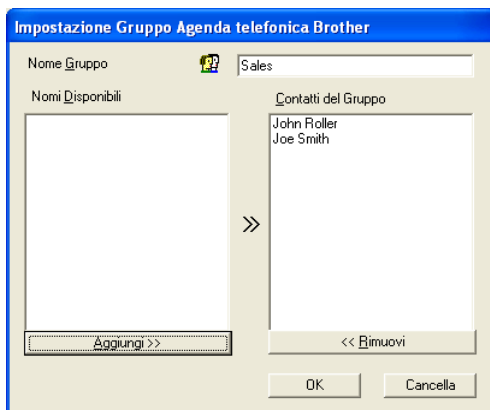 Impostazione Gruppo Agenda telefonica Brother
Nome Gruppo
Sales
Nomi Disponibili
Contatti del Gruppo
John Roller
Joe Smith
Aggiungi >>
<< Rimuovi
OK
Cancella